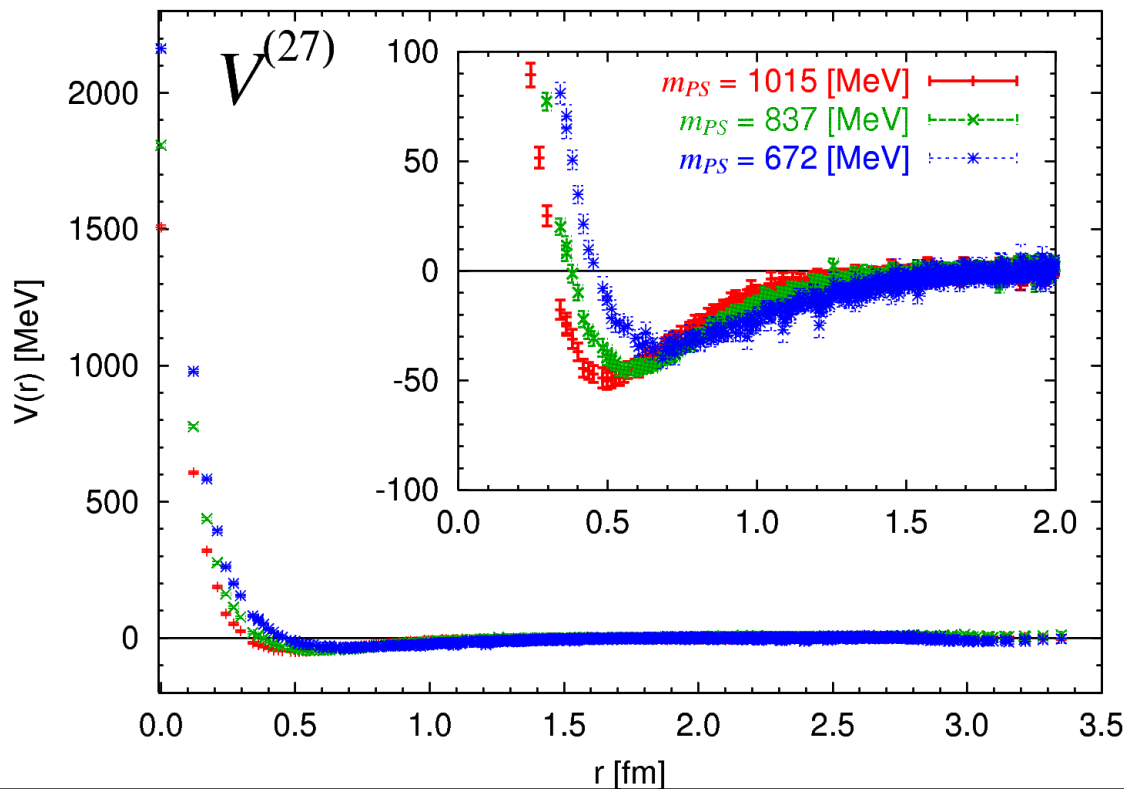 V(27)
m_PS = 1015 [MeV]
m_PS = 837 [MeV]
m_PS = 672 [MeV]
100
50
0
-50
-100
0.0 0.5 1.0 1.5 2.0
V(r) [MeV]
2000
1500
1000
500
0
0.0 0.5 1.0 1.5 2.0 2.5 3.0 3.5
r [fm]